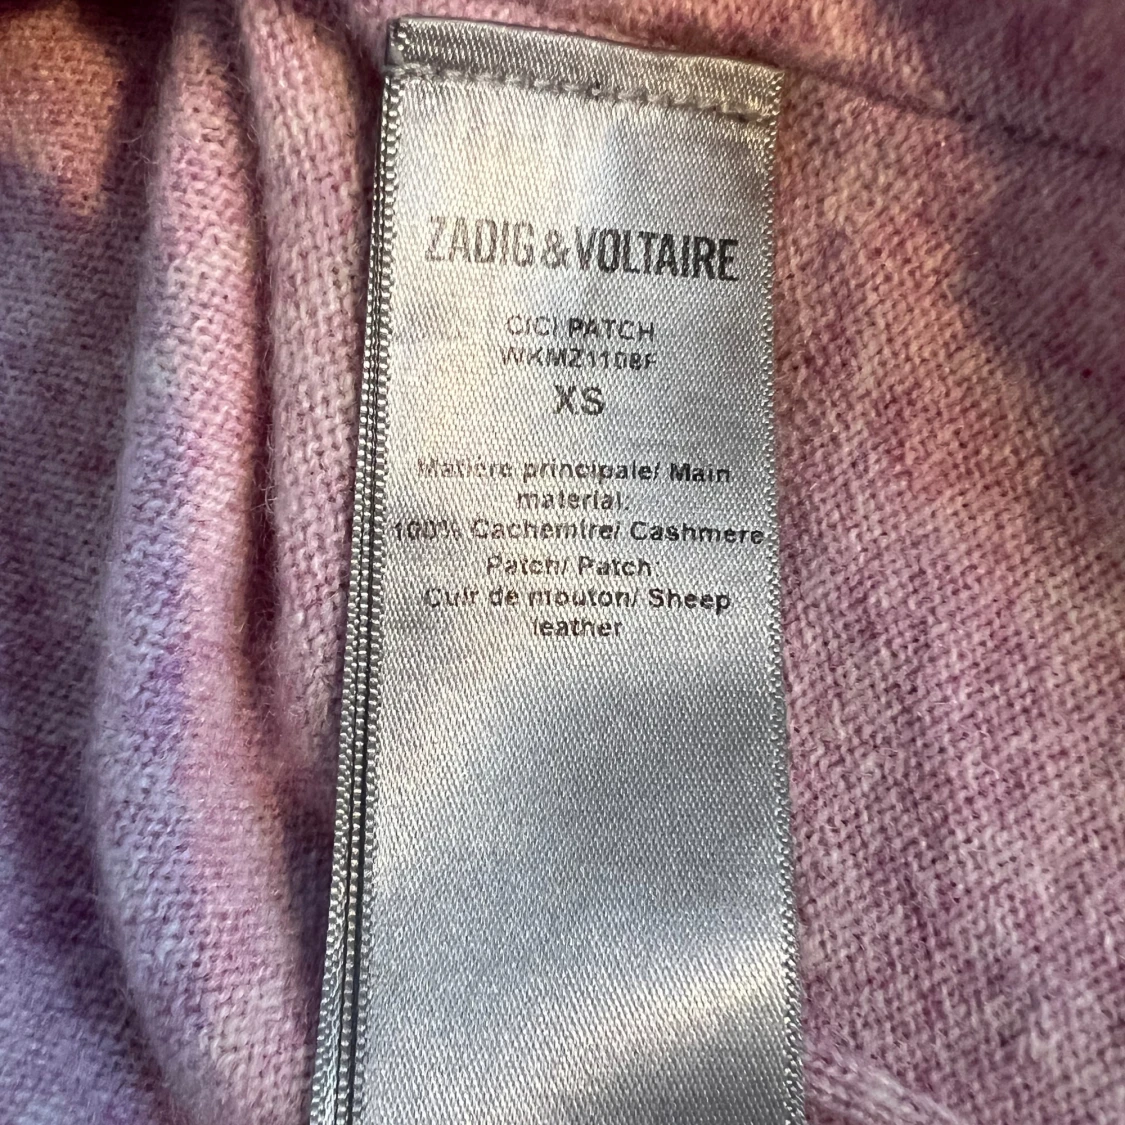 ZADIG&VOLTAIRE
CICI PATCH
WKMZ1108F
XS
Matière principale/ Main
material:
100% Cachemire/ Cashmere
Patch/ Patch:
Cuir de mouton/ Sheep
leather